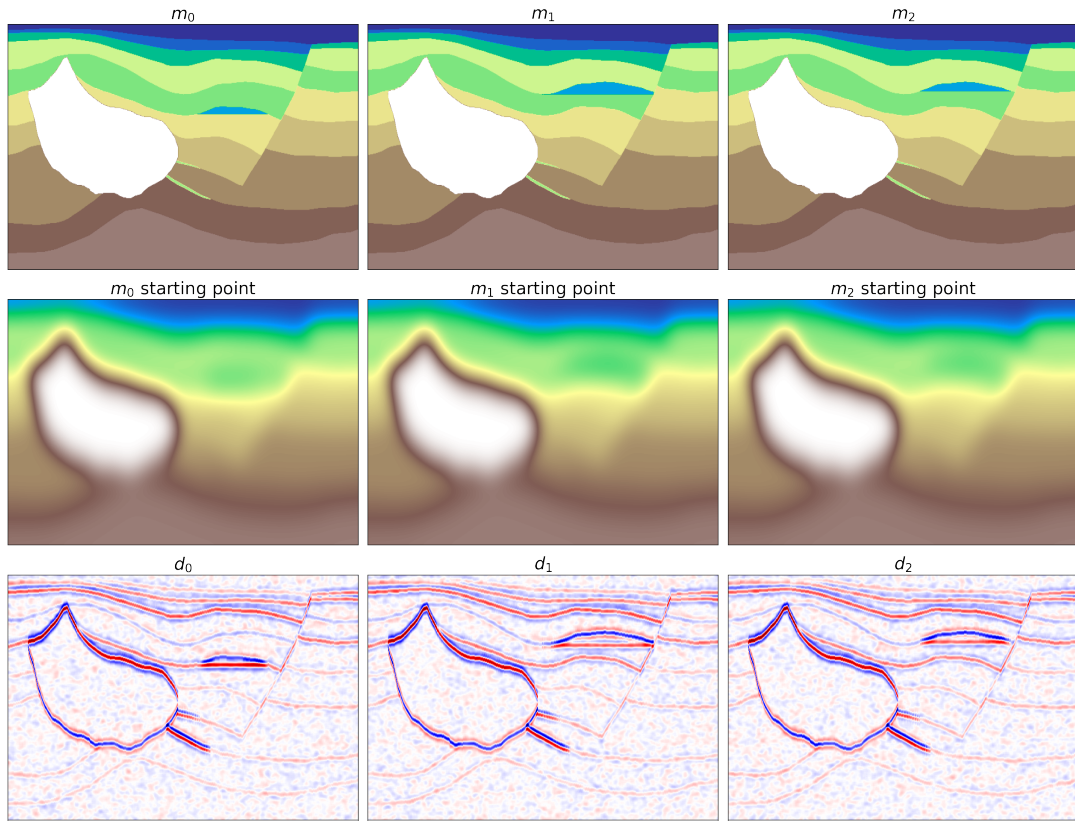 m₀
m₁
m₂
m₀ starting point
m₁ starting point
m₂ starting point
d₀
d₁
d₂